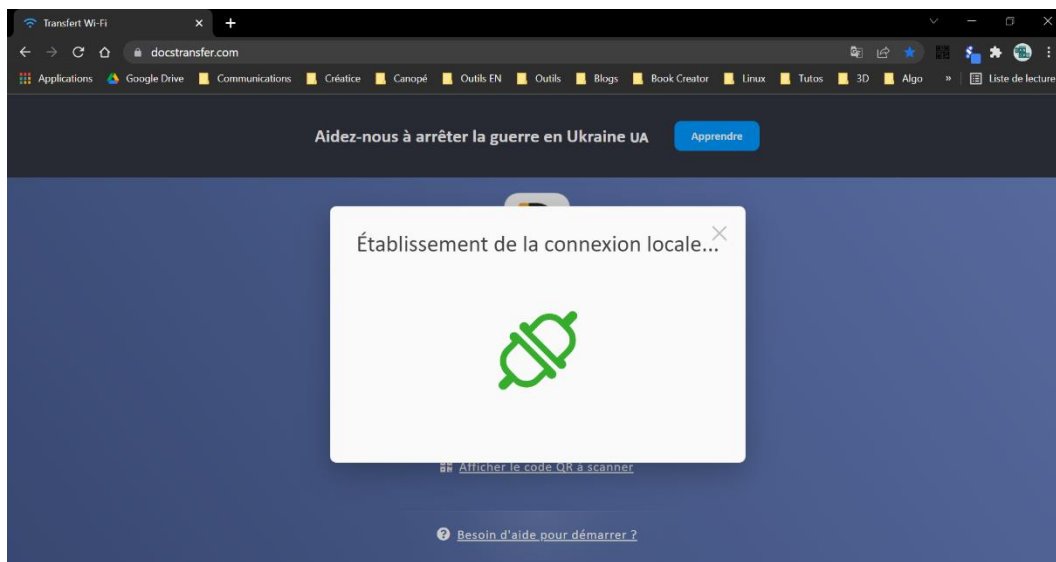 Transfert Wi-Fi
docstransfer.com
Applications Google Drive Communications Créatice Canopé Outils EN Outils Blogs Book Creator Linux Tutos 3D Algo » Liste de lecture
Aidez-nous à arrêter la guerre en Ukraine UA Apprendre
Établissement de la connexion locale...
Afficher le code QR à scanner
Besoin d'aide pour démarrer ?